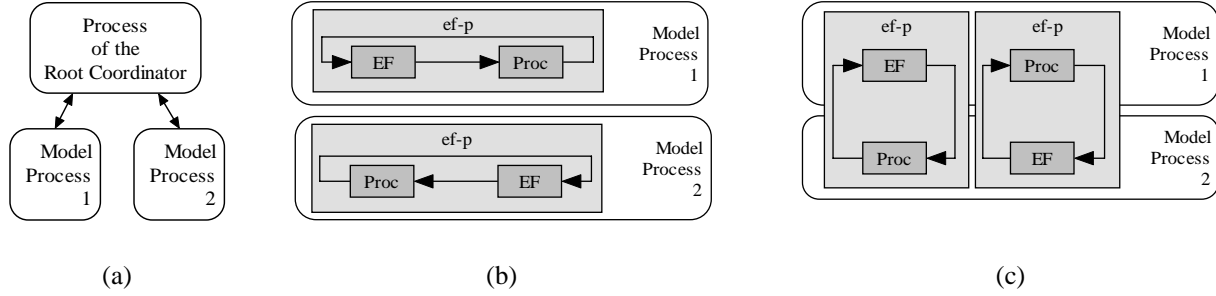 Process
of the
Root Coordinator
Model
Process
1
Model
Process
2
(a)
ef-p
EF
Proc
Model
Process
1
ef-p
Proc
EF
Model
Process
2
(b)
ef-p
EF
Proc
ef-p
Proc
EF
Model
Process
1
Model
Process
2
(c)